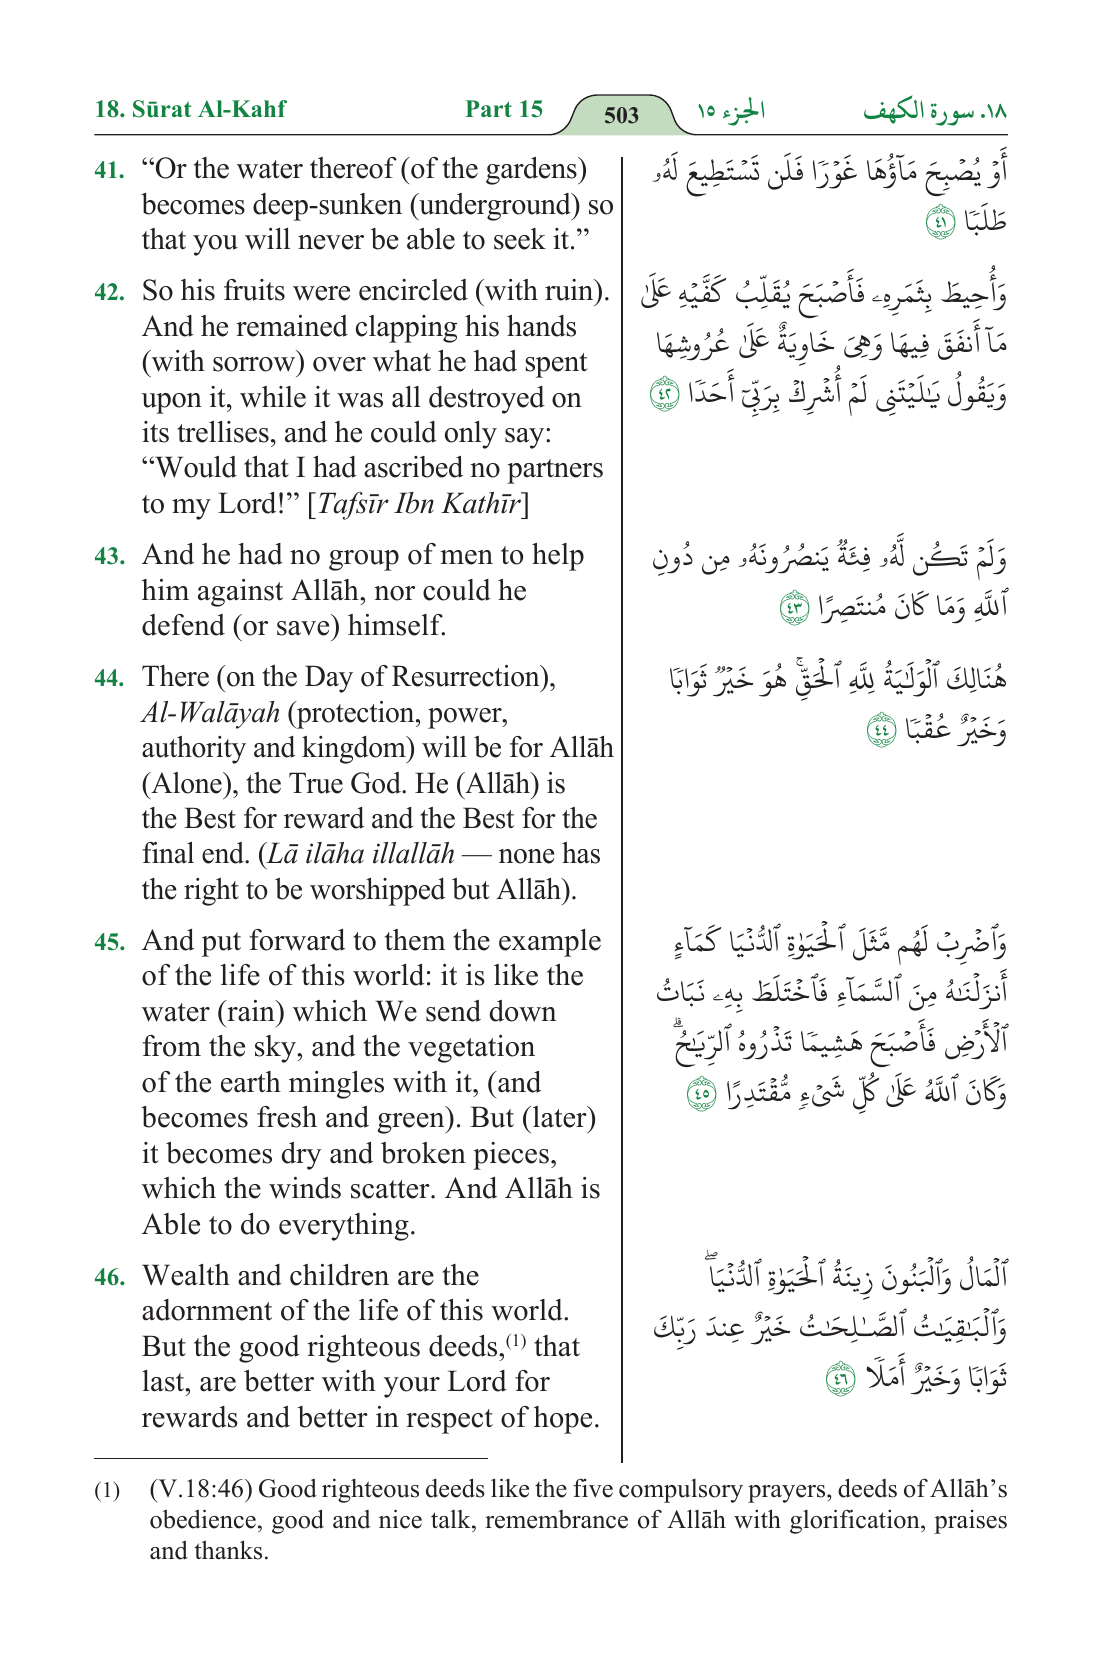 18. Sūrat Al-Kahf
Part 15
503
الجزء ١٥
١٨. سورة الكهف
41. “Or the water thereof (of the gardens)
becomes deep-sunken (underground) so
that you will never be able to seek it.”
أَوْ يُصْبِحَ مَآؤُهَا غَوْرًا فَلَن تَسْتَطِيعَ لَهُۥ
طَلَبًا ٤١
42. So his fruits were encircled (with ruin).
And he remained clapping his hands
(with sorrow) over what he had spent
upon it, while it was all destroyed on
its trellises, and he could only say:
“Would that I had ascribed no partners
to my Lord!” [Tafsīr Ibn Kathīr]
وَأُحِيطَ بِثَمَرِهِۦ فَأَصْبَحَ يُقَلِّبُ كَفَّيْهِ عَلَىٰ
مَآ أَنفَقَ فِيهَا وَهِىَ خَاوِيَةٌ عَلَىٰ عُرُوشِهَا
وَيَقُولُ يَـٰلَيْتَنِى لَمْ أُشْرِكْ بِرَبِّىٓ أَحَدًا ٤٢
43. And he had no group of men to help
him against Allāh, nor could he
defend (or save) himself.
وَلَمْ تَكُن لَّهُۥ فِئَةٌ يَنصُرُونَهُۥ مِن دُونِ
ٱللَّهِ وَمَا كَانَ مُنتَصِرًا ٤٣
44. There (on the Day of Resurrection),
Al-Walāyah (protection, power,
authority and kingdom) will be for Allāh
(Alone), the True God. He (Allāh) is
the Best for reward and the Best for the
final end. (Lā ilāha illallāh — none has
the right to be worshipped but Allāh).
هُنَالِكَ ٱلْوَلَـٰيَةُ لِلَّهِ ٱلْحَقِّ ۚ هُوَ خَيْرٌ ثَوَابًا
وَخَيْرٌ عُقْبًا ٤٤
45. And put forward to them the example
of the life of this world: it is like the
water (rain) which We send down
from the sky, and the vegetation
of the earth mingles with it, (and
becomes fresh and green). But (later)
it becomes dry and broken pieces,
which the winds scatter. And Allāh is
Able to do everything.
وَٱضْرِبْ لَهُم مَّثَلَ ٱلْحَيَوٰةِ ٱلدُّنْيَا كَمَآءٍ
أَنزَلْنَـٰهُ مِنَ ٱلسَّمَآءِ فَٱخْتَلَطَ بِهِۦ نَبَاتُ
ٱلْأَرْضِ فَأَصْبَحَ هَشِيمًا تَذْرُوهُ ٱلرِّيَـٰحُ ۗ
وَكَانَ ٱللَّهُ عَلَىٰ كُلِّ شَىْءٍ مُّقْتَدِرًا ٤٥
46. Wealth and children are the
adornment of the life of this world.
But the good righteous deeds,(1) that
last, are better with your Lord for
rewards and better in respect of hope.
ٱلْمَالُ وَٱلْبَنُونَ زِينَةُ ٱلْحَيَوٰةِ ٱلدُّنْيَا ۖ
وَٱلْبَـٰقِيَـٰتُ ٱلصَّـٰلِحَـٰتُ خَيْرٌ عِندَ رَبِّكَ
ثَوَابًا وَخَيْرٌ أَمَلًا ٤٦
(1) (V.18:46) Good righteous deeds like the five compulsory prayers, deeds of Allāh’s
obedience, good and nice talk, remembrance of Allāh with glorification, praises
and thanks.